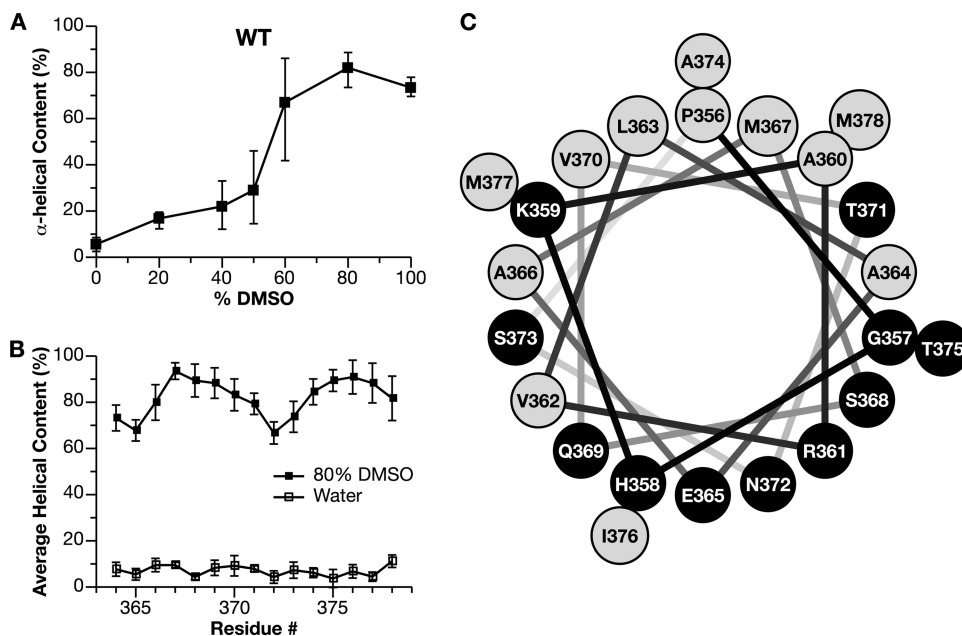 A
WT
α-helical Content (%)
100
80
60
40
20
0
0 20 40 60 80 100
% DMSO
B
Average Helical Content (%)
100
80
60
40
20
0
80% DMSO
Water
365 370 375
Residue #
C
A374
P356
L363
M367
M378
V370
A360
M377
K359
T371
A366
A364
S373
G357
T375
V362
S368
Q369
R361
H358
E365
N372
I376